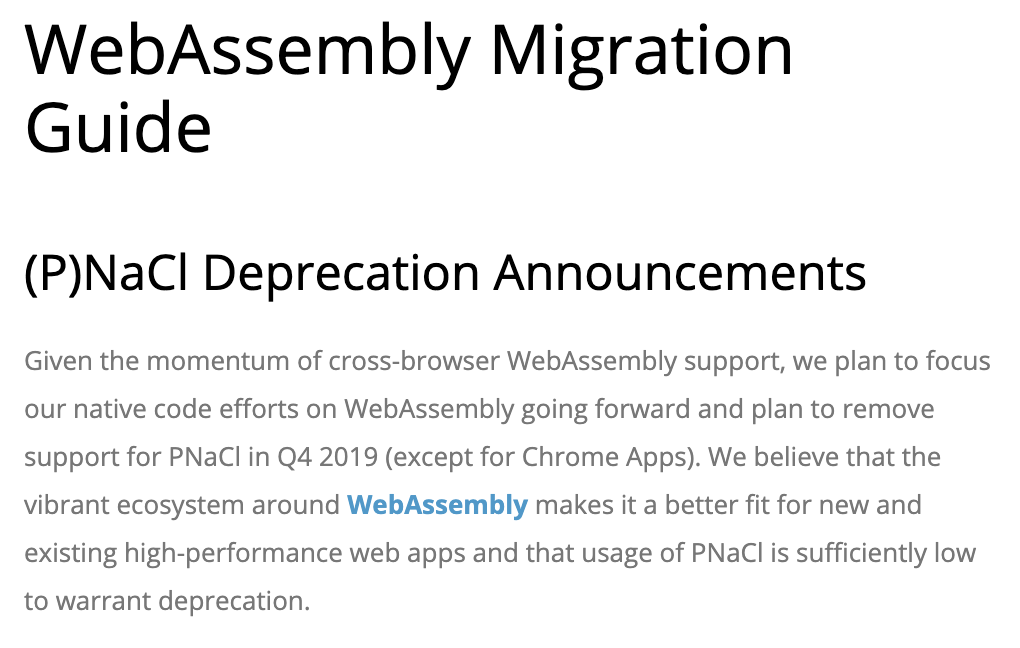 WebAssembly Migration
Guide
(P)NaCl Deprecation Announcements
Given the momentum of cross-browser WebAssembly support, we plan to focus
our native code efforts on WebAssembly going forward and plan to remove
support for PNaCl in Q4 2019 (except for Chrome Apps). We believe that the
vibrant ecosystem around WebAssembly makes it a better fit for new and
existing high-performance web apps and that usage of PNaCl is sufficiently low
to warrant deprecation.